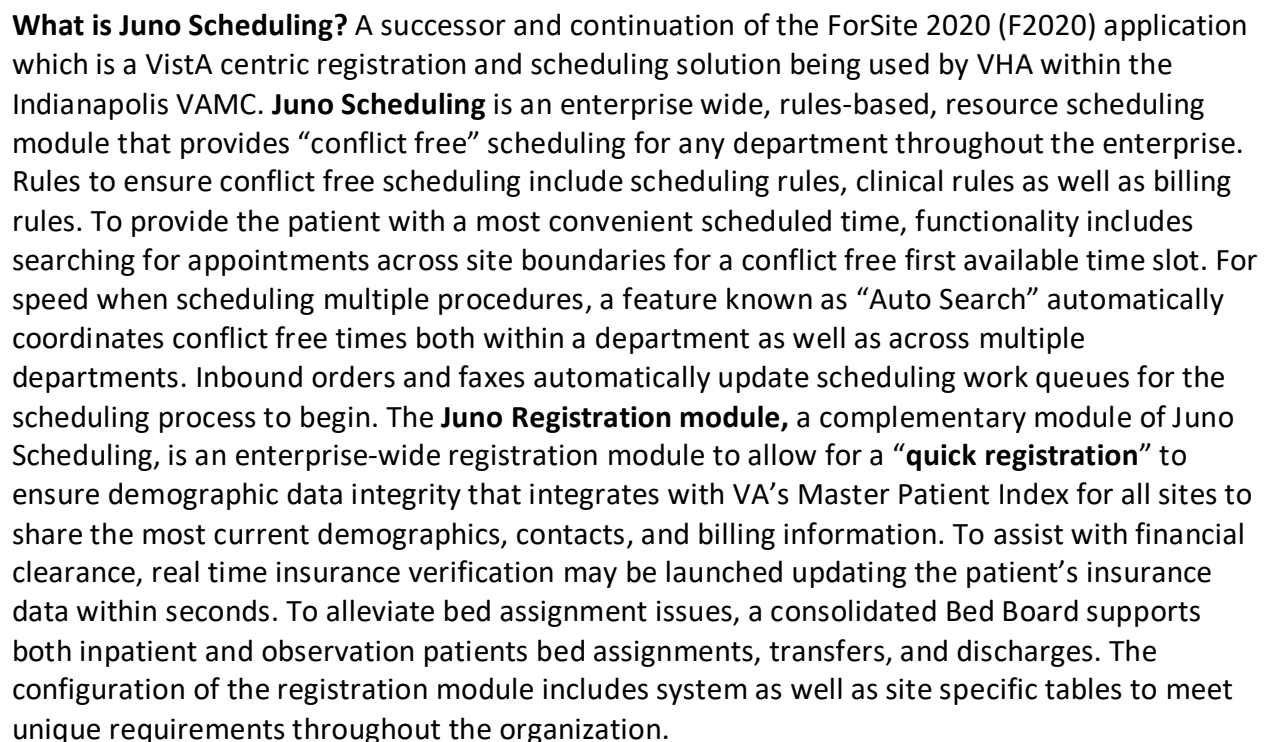 What is Juno Scheduling? A successor and continuation of the ForSite 2020 (F2020) application
which is a VistA centric registration and scheduling solution being used by VHA within the
Indianapolis VAMC. Juno Scheduling is an enterprise wide, rules-based, resource scheduling
module that provides “conflict free” scheduling for any department throughout the enterprise.
Rules to ensure conflict free scheduling include scheduling rules, clinical rules as well as billing
rules. To provide the patient with a most convenient scheduled time, functionality includes
searching for appointments across site boundaries for a conflict free first available time slot. For
speed when scheduling multiple procedures, a feature known as “Auto Search” automatically
coordinates conflict free times both within a department as well as across multiple
departments. Inbound orders and faxes automatically update scheduling work queues for the
scheduling process to begin. The Juno Registration module, a complementary module of Juno
Scheduling, is an enterprise-wide registration module to allow for a “quick registration” to
ensure demographic data integrity that integrates with VA’s Master Patient Index for all sites to
share the most current demographics, contacts, and billing information. To assist with financial
clearance, real time insurance verification may be launched updating the patient’s insurance
data within seconds. To alleviate bed assignment issues, a consolidated Bed Board supports
both inpatient and observation patients bed assignments, transfers, and discharges. The
configuration of the registration module includes system as well as site specific tables to meet
unique requirements throughout the organization.